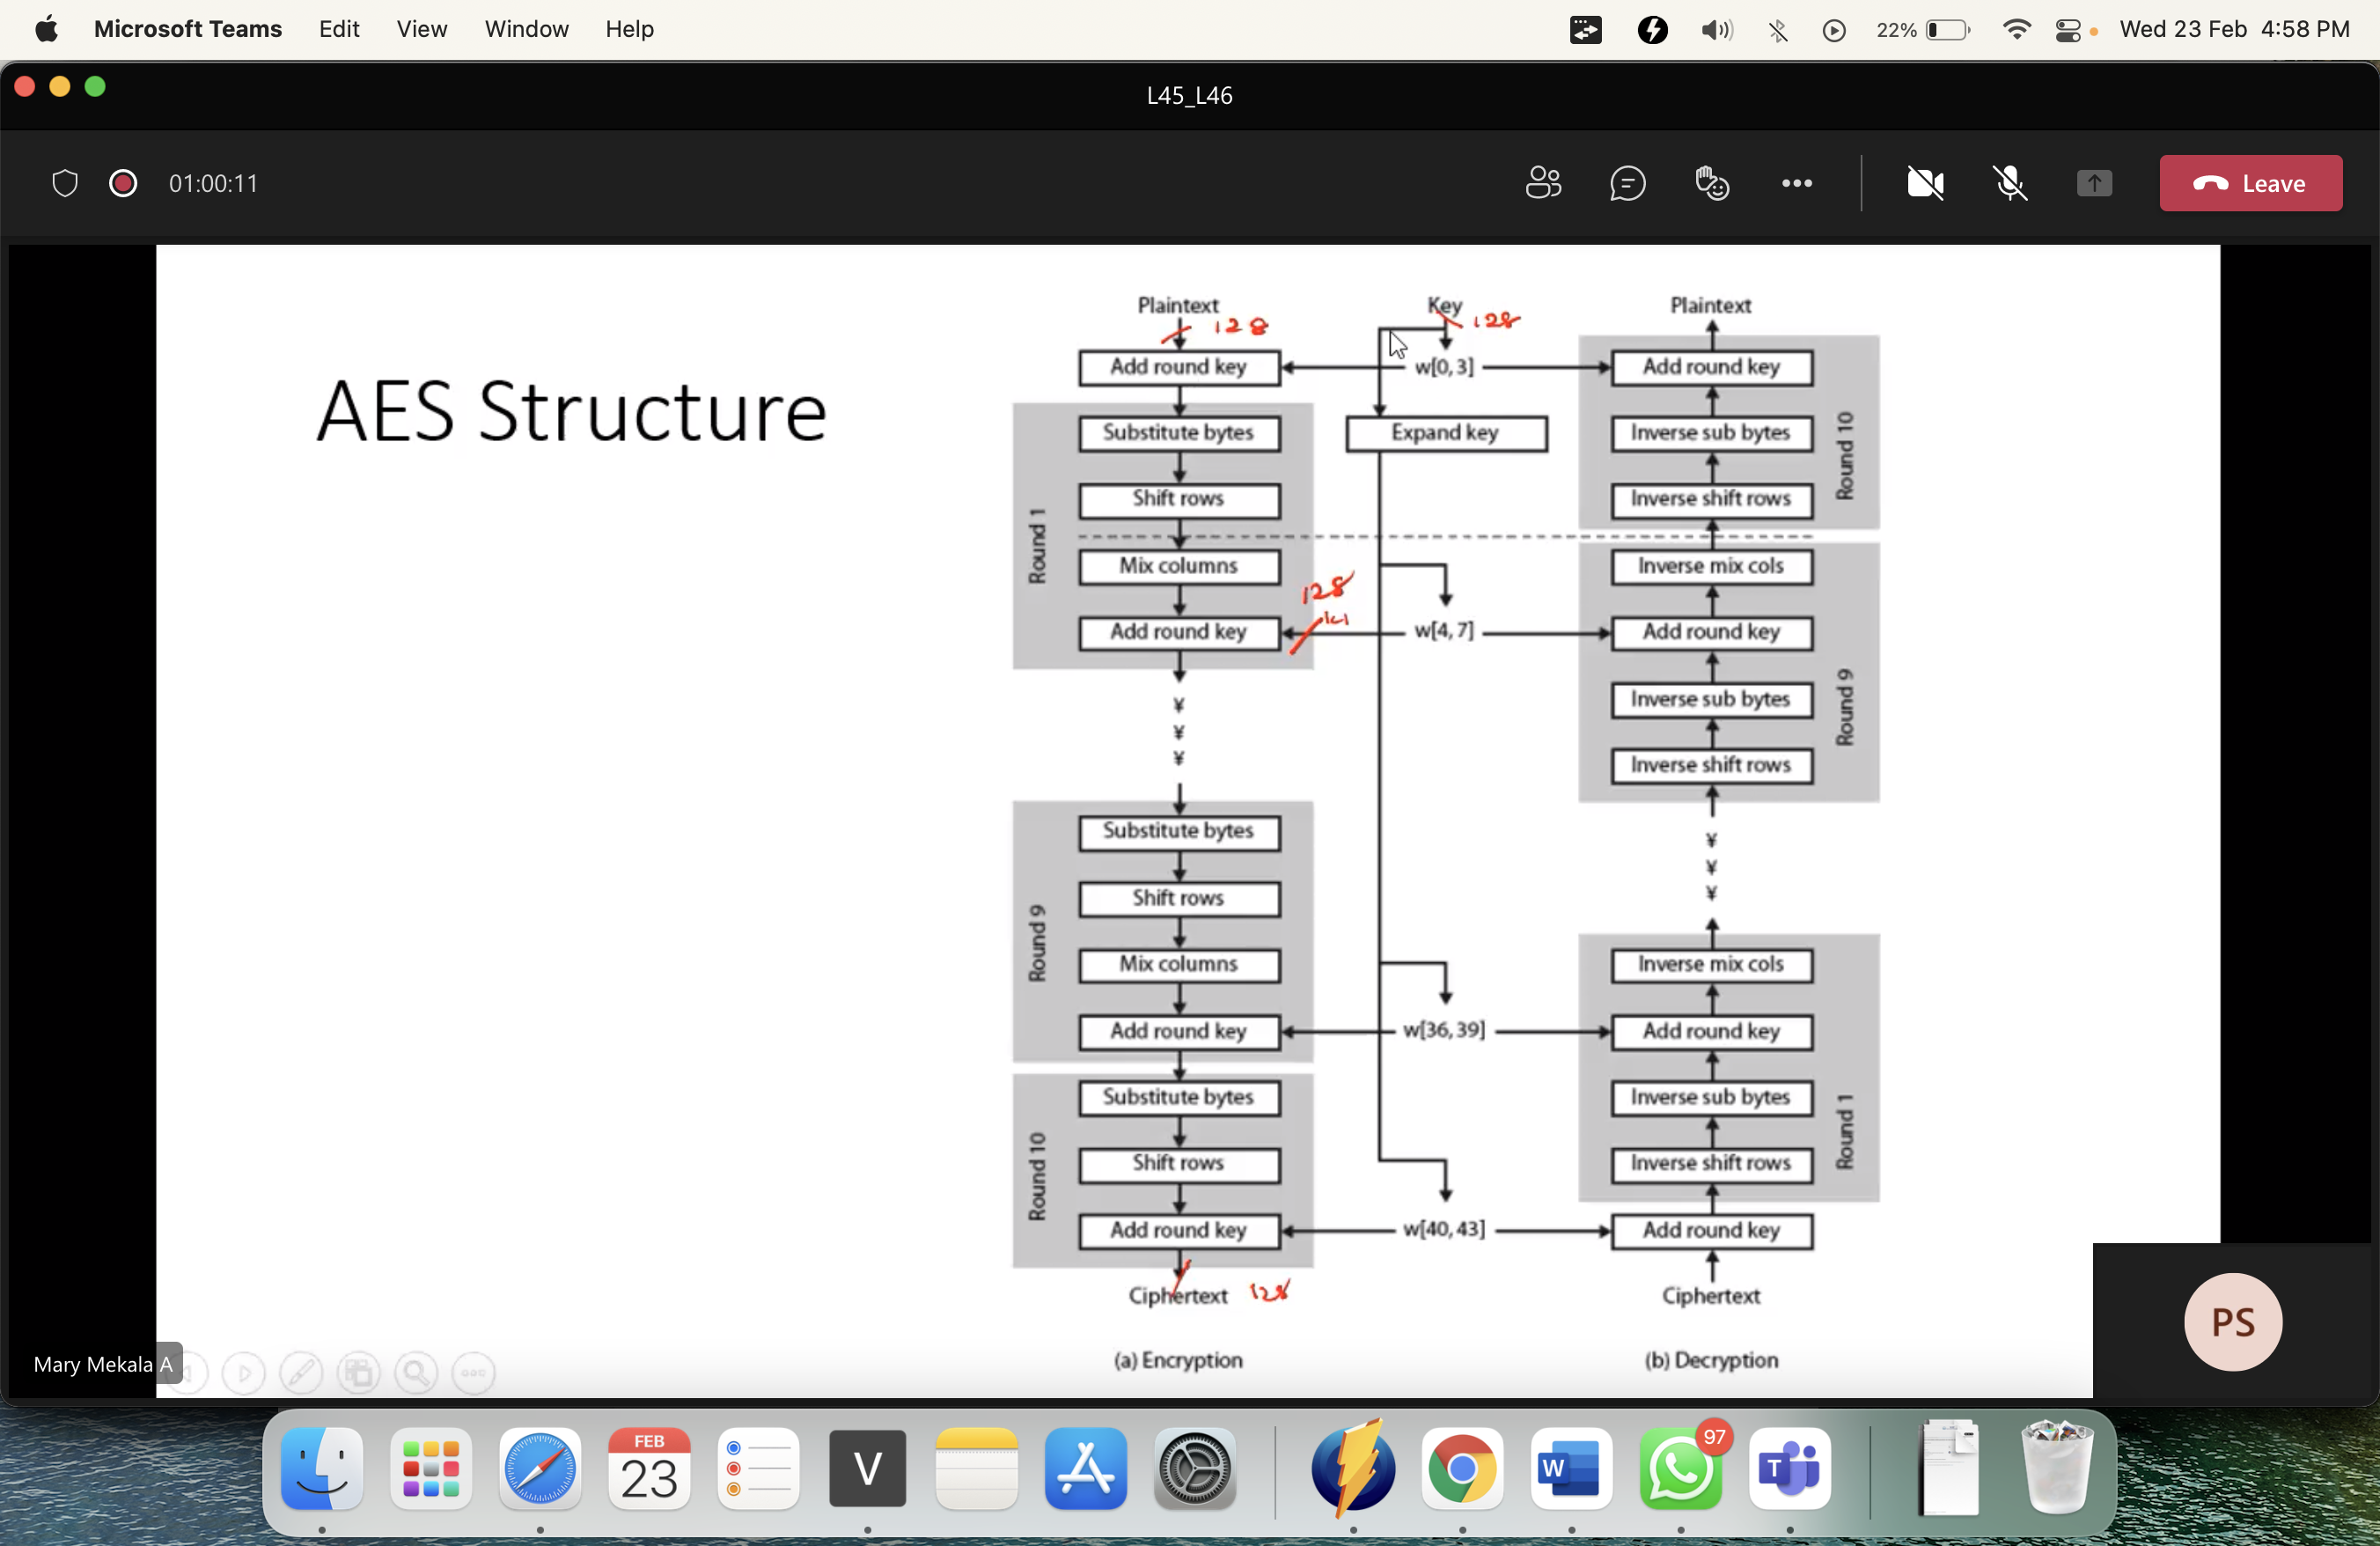 Microsoft Teams Edit View Window Help 22% Wed 23 Feb 4:58 PM
L45_L46
01:00:11 Leave
AES Structure
Plaintext Key Plaintext
128 128
Add round key w[0, 3] Add round key
Substitute bytes Expand key Inverse sub bytes
Shift rows Inverse shift rows
Round 1
Round 10
Mix columns Inverse mix cols
128
Add round key w[4, 7] Add round key
Inverse sub bytes
Inverse shift rows
Round 9
¥
¥
¥
Substitute bytes
¥
¥
¥
Shift rows
Mix columns Inverse mix cols
Round 9
Add round key w[36, 39] Add round key
Substitute bytes Inverse sub bytes
Shift rows Inverse shift rows
Round 10
Round 1
Add round key w[40, 43] Add round key
Ciphertext 128 Ciphertext
(a) Encryption (b) Decryption
PS
Mary Mekala A
FEB
23
V
W
97
T